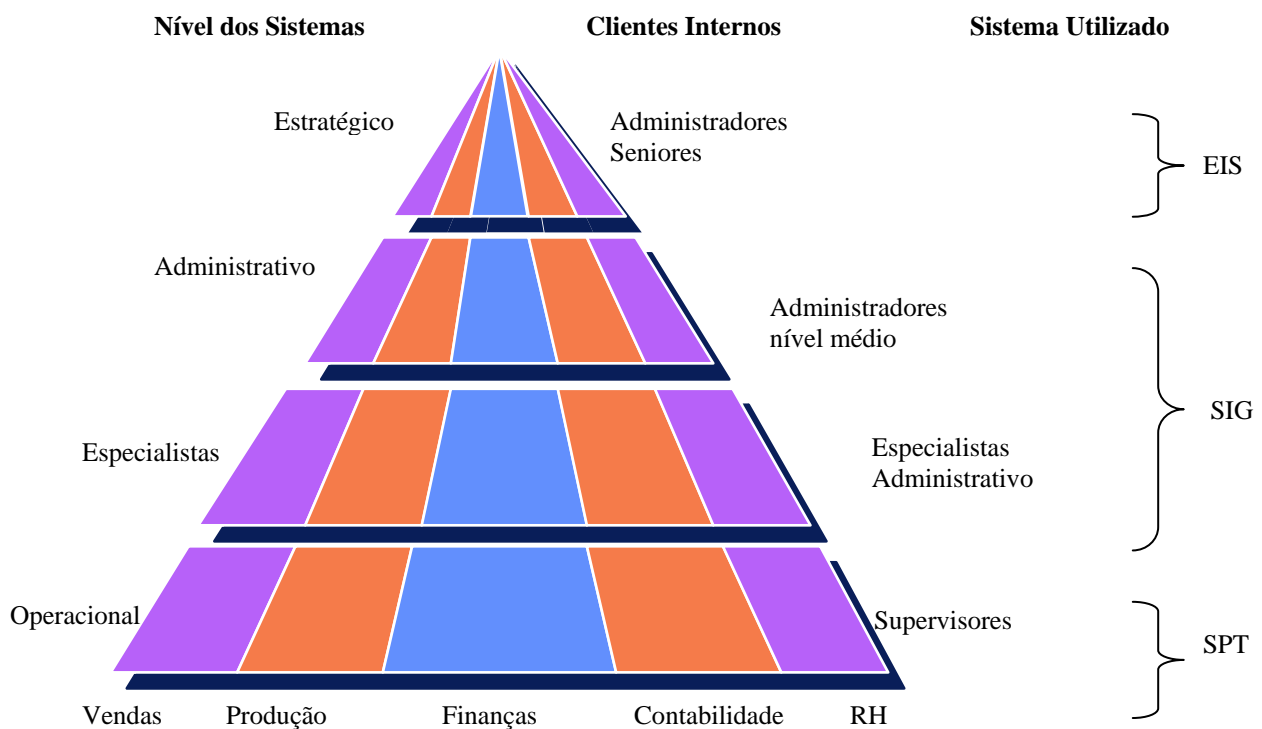 Nível dos Sistemas
Clientes Internos
Sistema Utilizado
Estratégico
Administradores
Seniores
EIS
Administrativo
Administradores
nível médio
SIG
Especialistas
Especialistas
Administrativo
Operacional
Supervisores
SPT
Vendas
Produção
Finanças
Contabilidade
RH